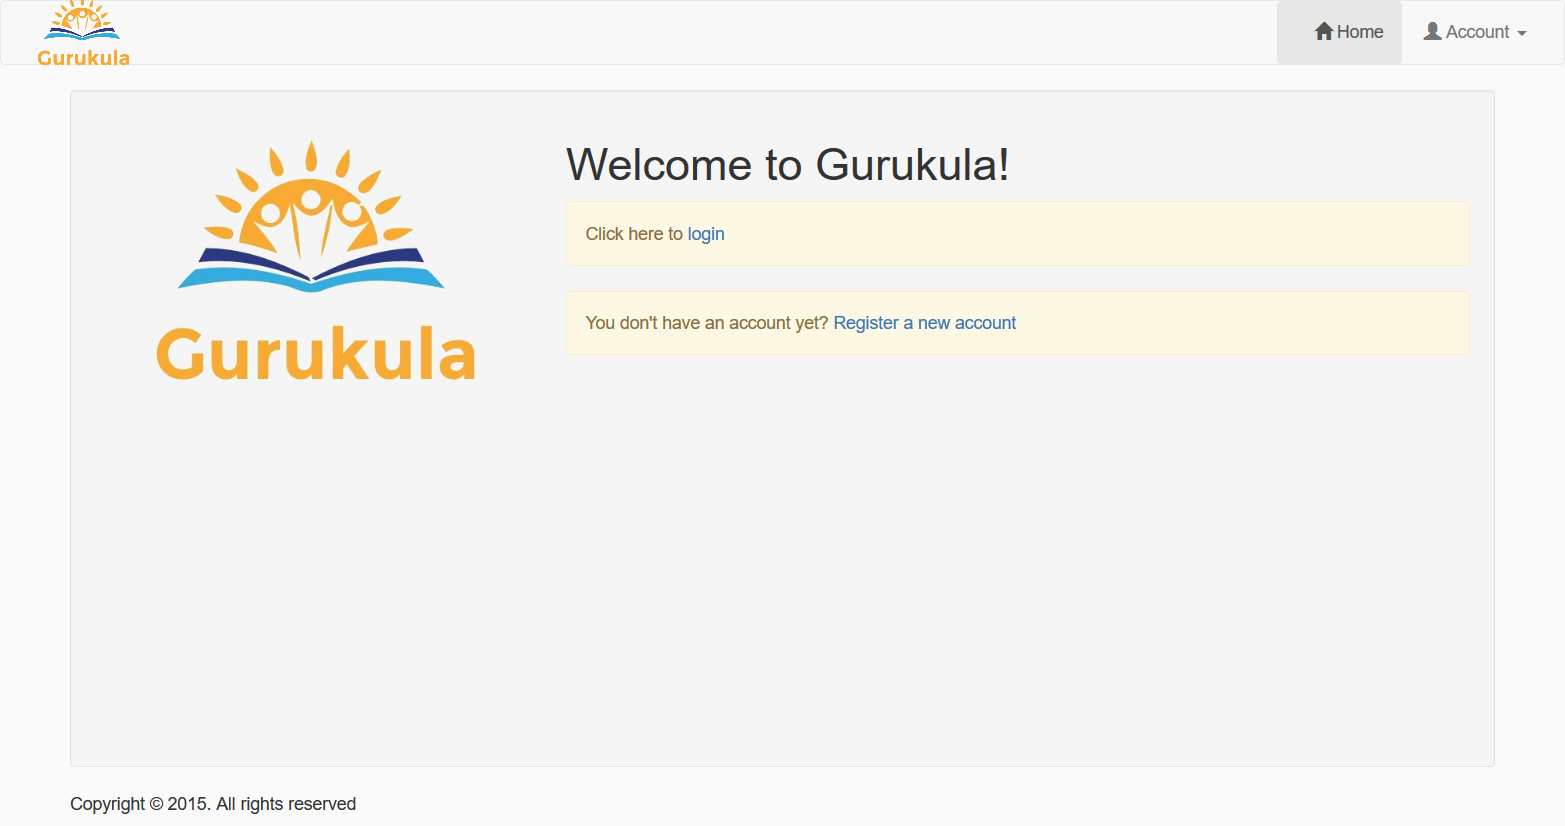 Gurukula
Home
Account
Welcome to Gurukula!
Click here to login
You don't have an account yet? Register a new account
Gurukula
Copyright © 2015. All rights reserved